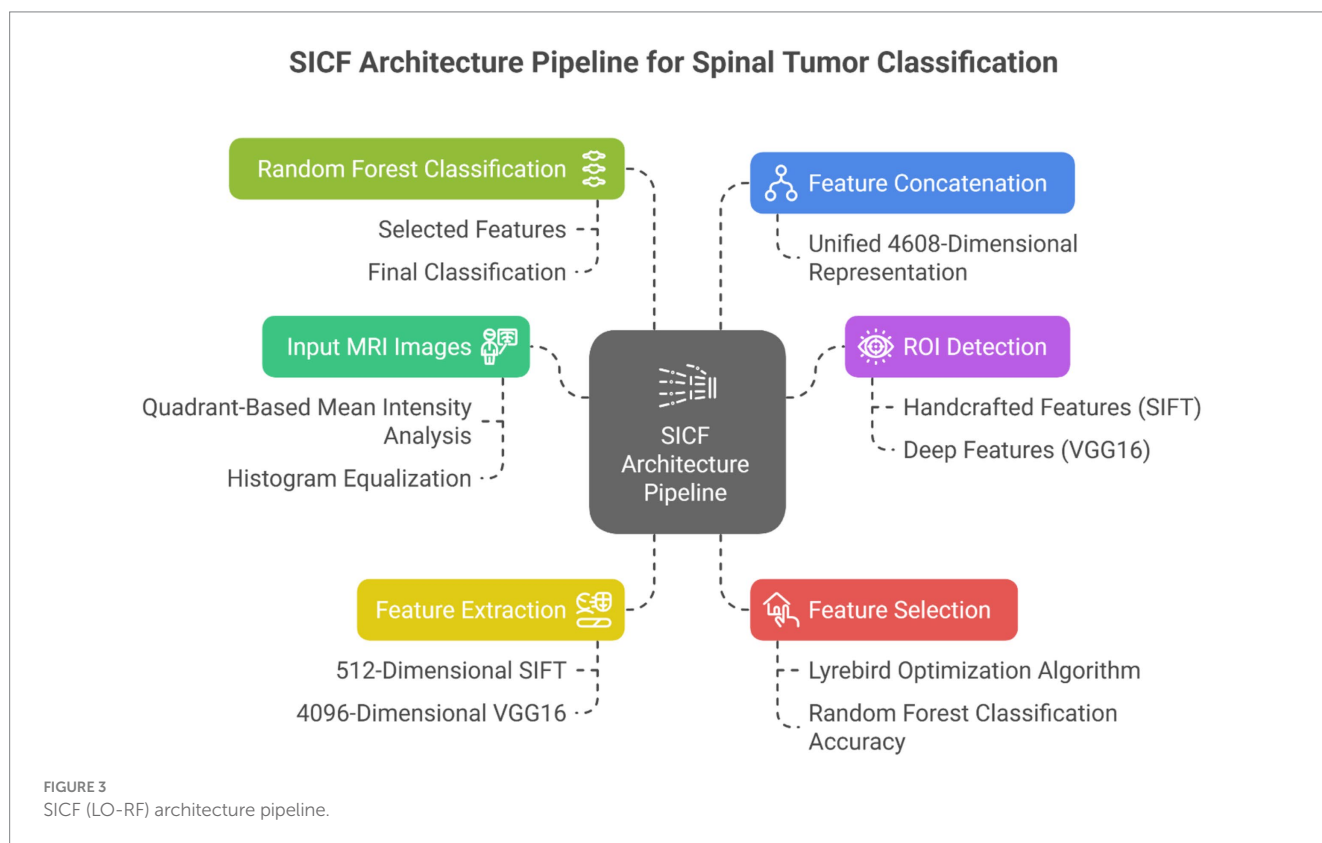 SICF Architecture Pipeline for Spinal Tumor Classification
Random Forest Classification
Selected Features
Final Classification
Feature Concatenation
Unified 4608-Dimensional
Representation
Input MRI Images
Quadrant-Based Mean Intensity
Analysis
Histogram Equalization
SICF
Architecture
Pipeline
ROI Detection
Handcrafted Features (SIFT)
Deep Features (VGG16)
Feature Extraction
512-Dimensional SIFT
4096-Dimensional VGG16
Feature Selection
Lyrebird Optimization Algorithm
Random Forest Classification
Accuracy
FIGURE 3
SICF (LO-RF) architecture pipeline.